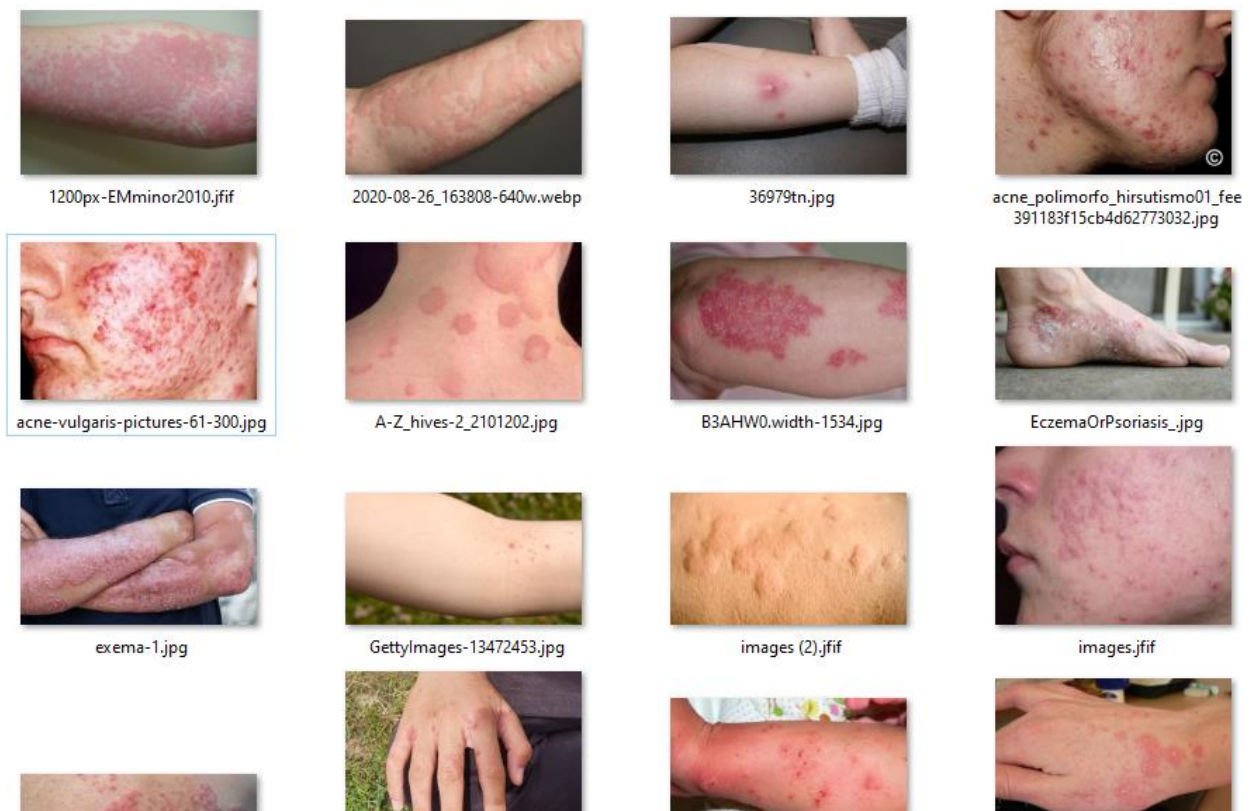 1200px-EMminor2010.jfif
2020-08-26_163808-640w.webp
36979tn.jpg
acne_polimorfo_hirsutismo01_fee
391183f15cb4d62773032.jpg
©
acne-vulgaris-pictures-61-300.jpg
A-Z_hives-2_2101202.jpg
B3AHW0.width-1534.jpg
EczemaOrPsoriasis_.jpg
exema-1.jpg
GettyImages-13472453.jpg
images (2).jfif
images.jfif